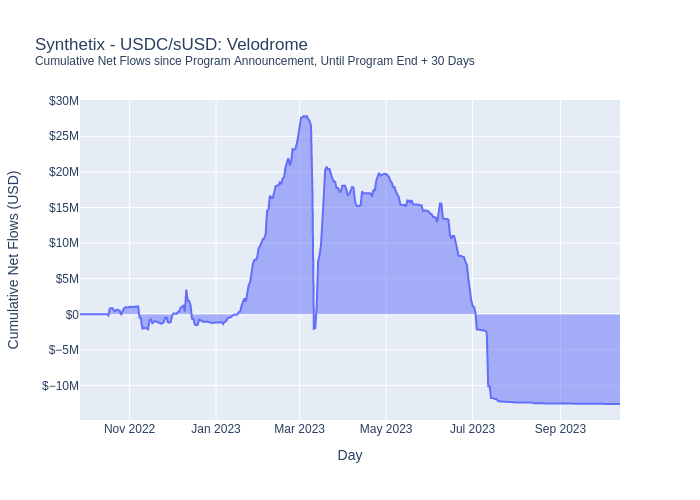 Synthetix - USDC/sUSD: Velodrome
Cumulative Net Flows since Program Announcement, Until Program End + 30 Days
Cumulative Net Flows (USD)
$30M
$25M
$20M
$15M
$10M
$5M
$0
$−5M
$−10M
Nov 2022 Jan 2023 Mar 2023 May 2023 Jul 2023 Sep 2023
Day